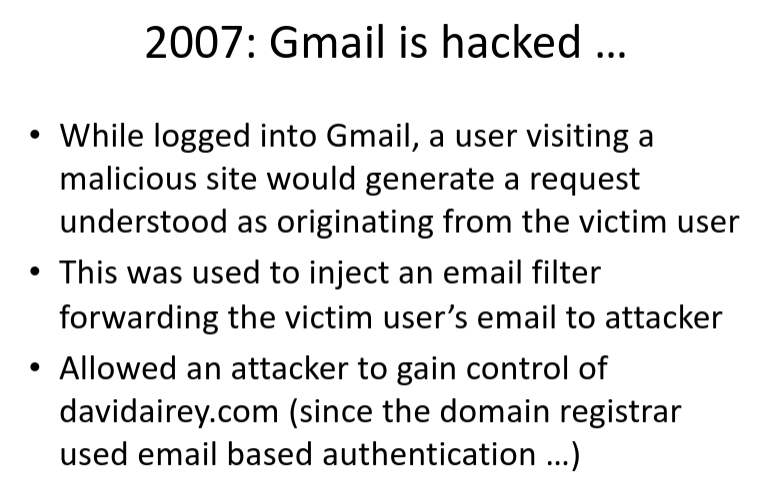 2007: Gmail is hacked …
• While logged into Gmail, a user visiting a
malicious site would generate a request
understood as originating from the victim user
• This was used to inject an email filter
forwarding the victim user’s email to attacker
• Allowed an attacker to gain control of
davidairey.com (since the domain registrar
used email based authentication …)